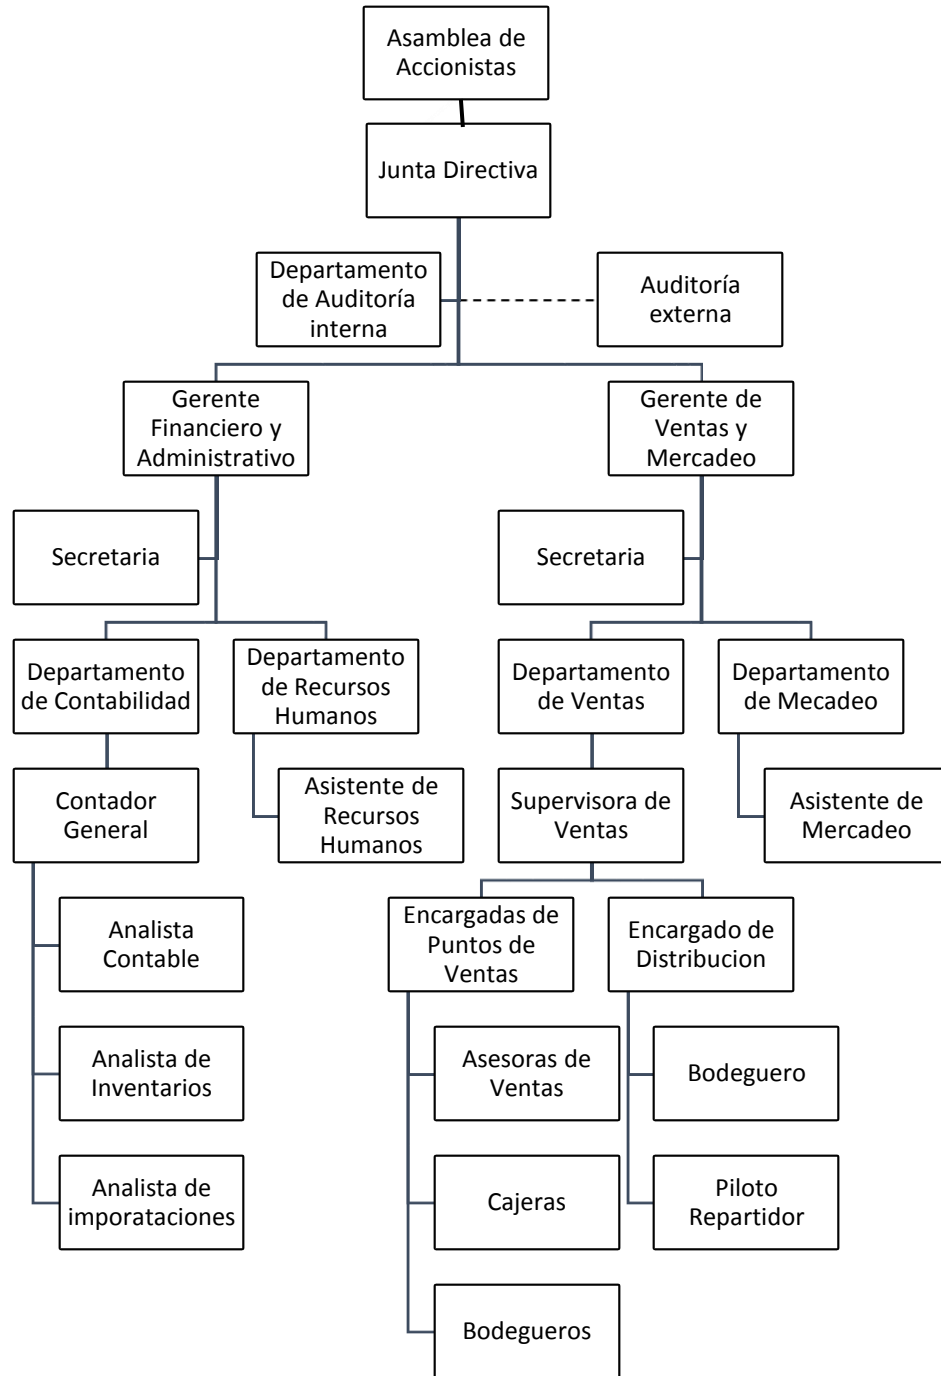 Asamblea de
Accionistas
Junta Directiva
Departamento
de Auditoría
interna
Auditoría
externa
Gerente
Financiero y
Administrativo
Gerente de
Ventas y
Mercadeo
Secretaria
Secretaria
Departamento
de Contabilidad
Departamento
de Recursos
Humanos
Departamento
de Ventas
Departamento
de Mecadeo
Contador
General
Asistente de
Recursos
Humanos
Supervisora de
Ventas
Asistente de
Mercadeo
Analista
Contable
Encargadas de
Puntos de
Ventas
Encargado de
Distribucion
Analista de
Inventarios
Asesoras de
Ventas
Bodeguero
Analista de
imporataciones
Cajeras
Piloto
Repartidor
Bodegueros